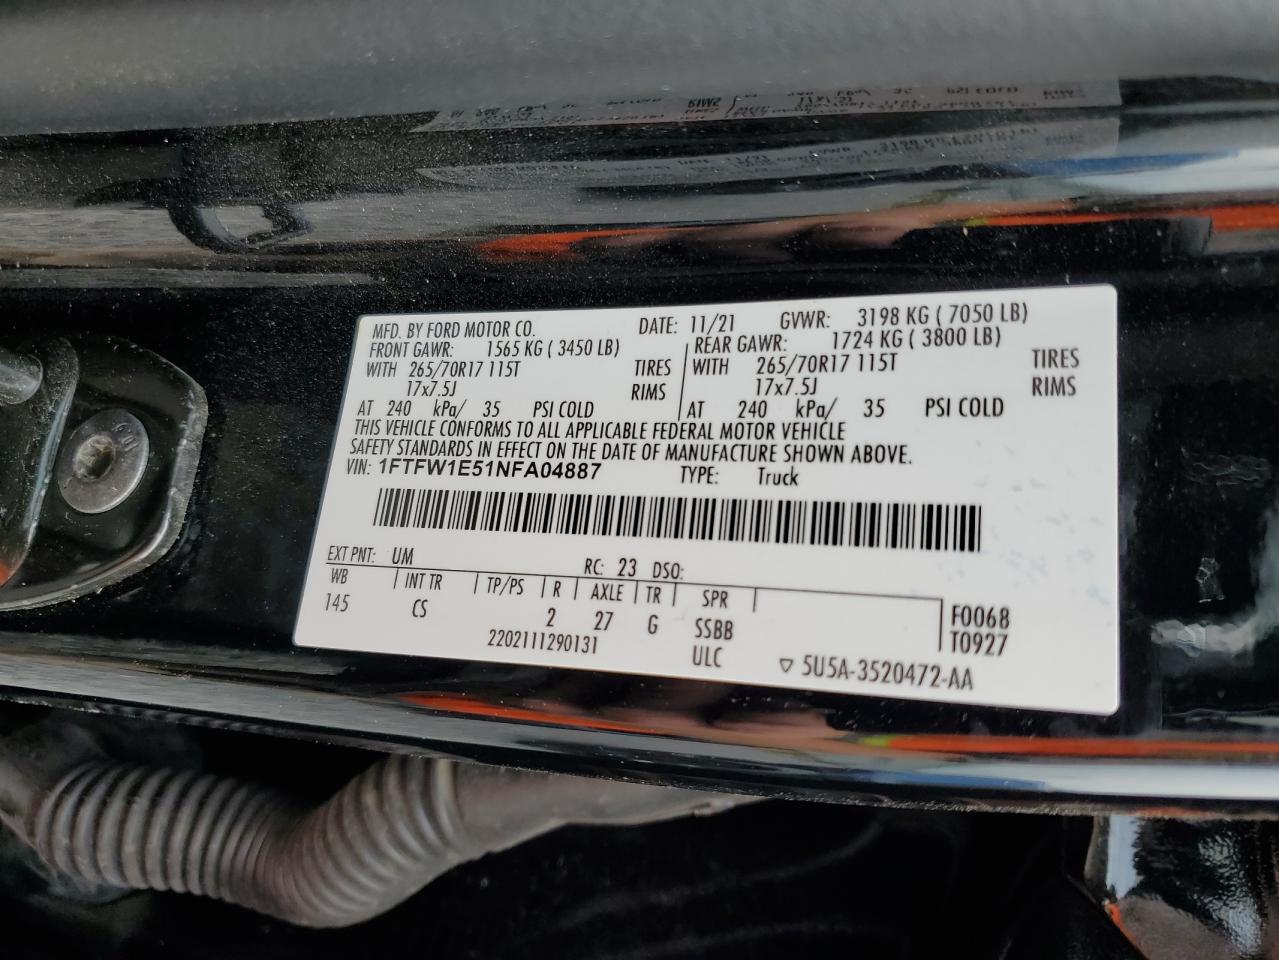 MFD. BY FORD MOTOR CO. DATE: 11/21 GVWR: 3198 KG ( 7050 LB)
FRONT GAWR: 1565 KG ( 3450 LB) REAR GAWR: 1724 KG ( 3800 LB)
WITH 265/70R17 115T TIRES WITH 265/70R17 115T TIRES
17x7.5J RIMS 17x7.5J RIMS
AT 240 kPa/ 35 PSI COLD AT 240 kPa/ 35 PSI COLD
THIS VEHICLE CONFORMS TO ALL APPLICABLE FEDERAL MOTOR VEHICLE
SAFETY STANDARDS IN EFFECT ON THE DATE OF MANUFACTURE SHOWN ABOVE.
VIN: 1FTFW1E51NFA04887 TYPE: Truck
EXT PNT: UM RC: 23 DSO:
WB INT TR TP/PS R AXLE TR SPR F0068
145 CS 2 27 G SSBB T0927
2202111290131 ULC ▽ 5U5A-3520472-AA